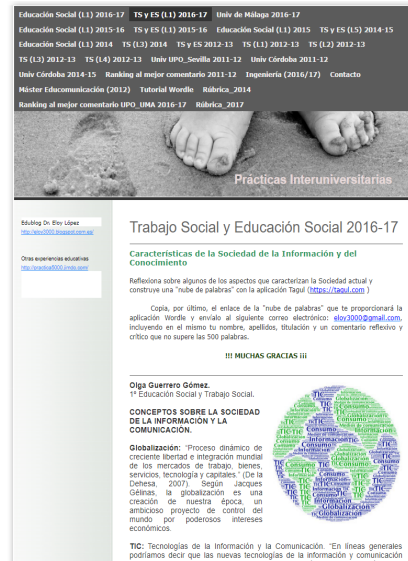 Educación Social (L1) 2016-17 TS y ES (L1) 2016-17 Univ de Málaga 2016-17
Educación Social (L1) 2015-16 TS y ES (L1) 2015-16 Educación Social (L1) 2015 TS y ES (L5) 2014-15
Educación Social (L1) 2014 TS (L3) 2014 TS y ES 2012-13 TS (L1) 2012-13 TS (L2) 2012-13
TS (L3) 2012-13 TS (L4) 2012-13 Univ UPO_Sevilla 2011-12 Univ Córdoba 2011-12
Univ Córdoba 2014-15 Ranking al mejor comentario 2011-12 Ingeniería (2016/17) Contacto
Máster Educomunicación (2012) Tutorial Wordle Rúbrica_2014
Ranking al mejor comentario UPO_UMA 2016-17 Rúbrica_2017
Prácticas Interuniversitarias
Edublog Dr. Eloy López
http://eloy3000.blogspot.com.es/
Otras experiencias educativas
http://practica5000.jimdo.com/
Trabajo Social y Educación Social 2016-17
Características de la Sociedad de la Información y del
Conocimiento
Reflexiona sobre algunos de los aspectos que caracterizan la Sociedad actual y
construye una "nube de palabras" con la aplicación Tagul (https://tagul.com )
Copia, por último, el enlace de la "nube de palabras" que te proporcionará la
aplicación Wordle y envíalo al siguiente correo electrónico: eloy3000@gmail.com,
incluyendo en el mismo tu nombre, apellidos, titulación y un comentario reflexivo y
crítico que no supere las 500 palabras.
!!! MUCHAS GRACIAS ¡¡¡
Olga Guerrero Gómez.
1º Educación Social y Trabajo Social.
CONCEPTOS SOBRE LA SOCIEDAD
DE LA INFORMACIÓN Y LA
COMUNICACIÓN.
Globalización: "Proceso dinámico de
creciente libertad e integración mundial
de los mercados de trabajo, bienes,
servicios, tecnología y capitales." (De la
Dehesa, 2007). Según Jacques
Gélinas, la globalización es una
creación de nuestra época, un
ambicioso proyecto de control del
mundo por poderosos intereses
económicos.
TIC: Tecnologías de la Información y la Comunicación. "En líneas generales
podríamos decir que las nuevas tecnologías de la información y comunicación